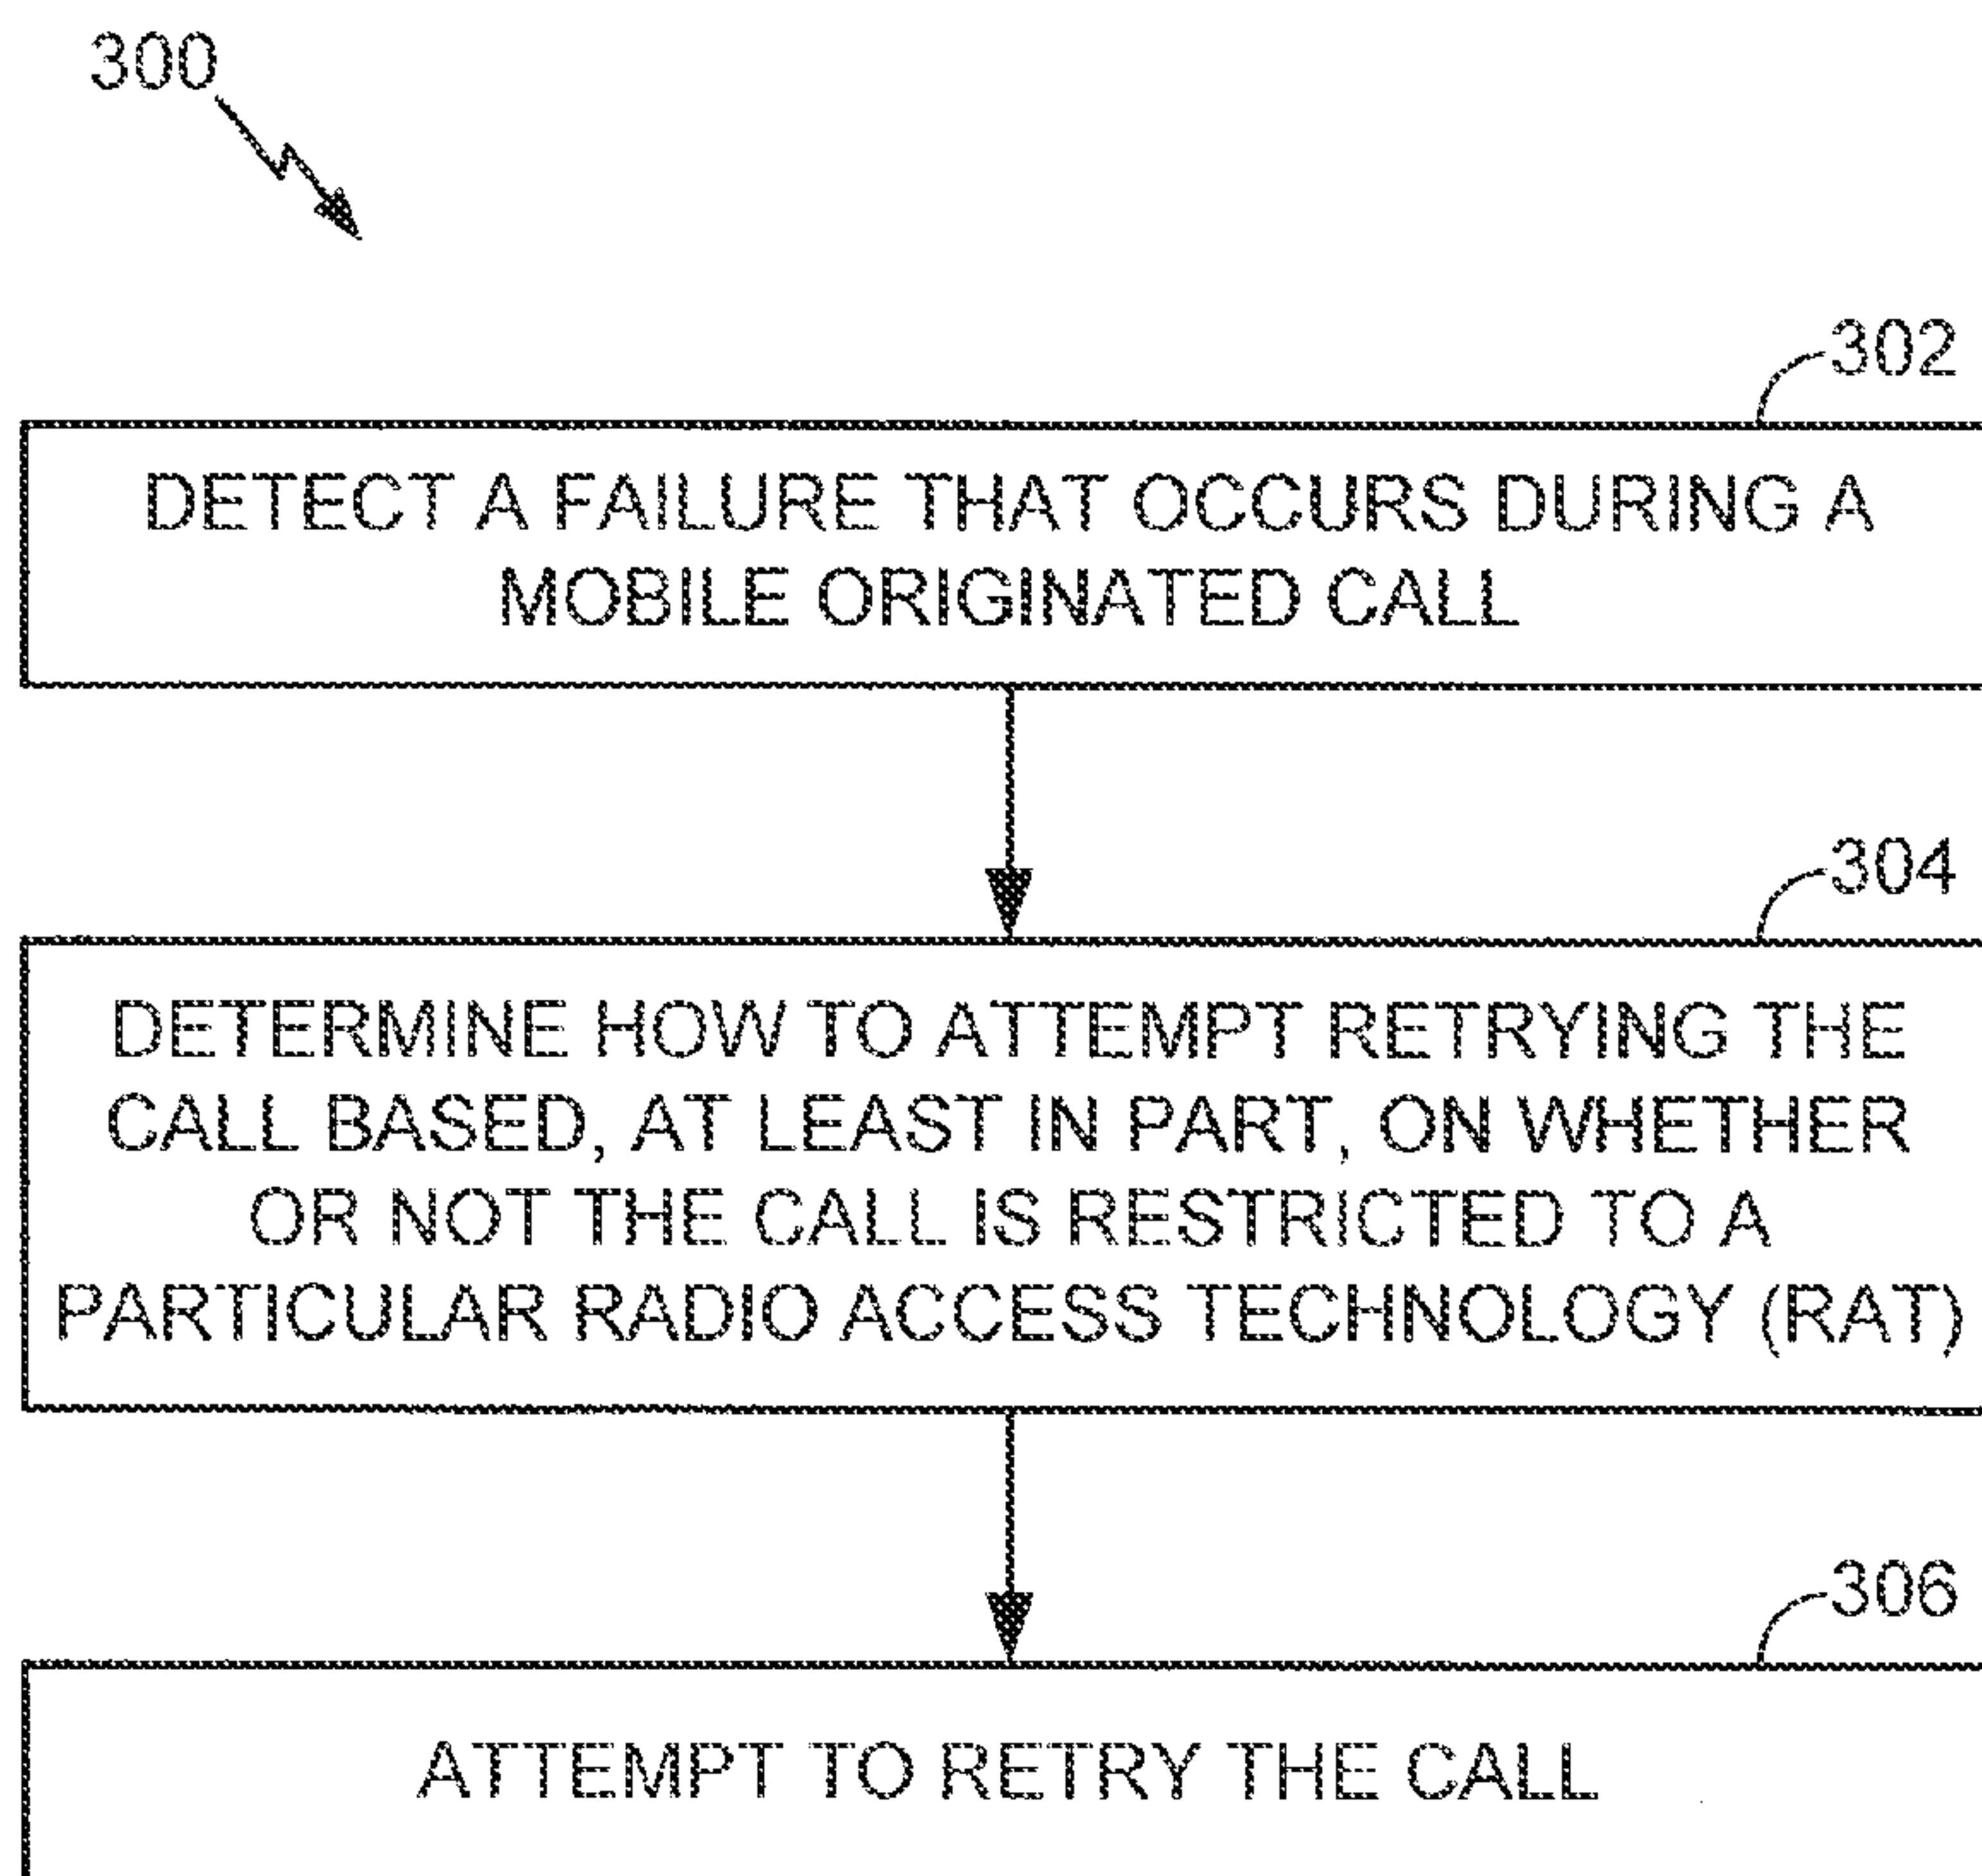 300
302
DETECT A FAILURE THAT OCCURS DURING A
MOBILE ORIGINATED CALL
304
DETERMINE HOW TO ATTEMPT RETRYING THE
CALL BASED, AT LEAST IN PART, ON WHETHER
OR NOT THE CALL IS RESTRICTED TO A
PARTICULAR RADIO ACCESS TECHNOLOGY (RAT)
306
ATTEMPT TO RETRY THE CALL